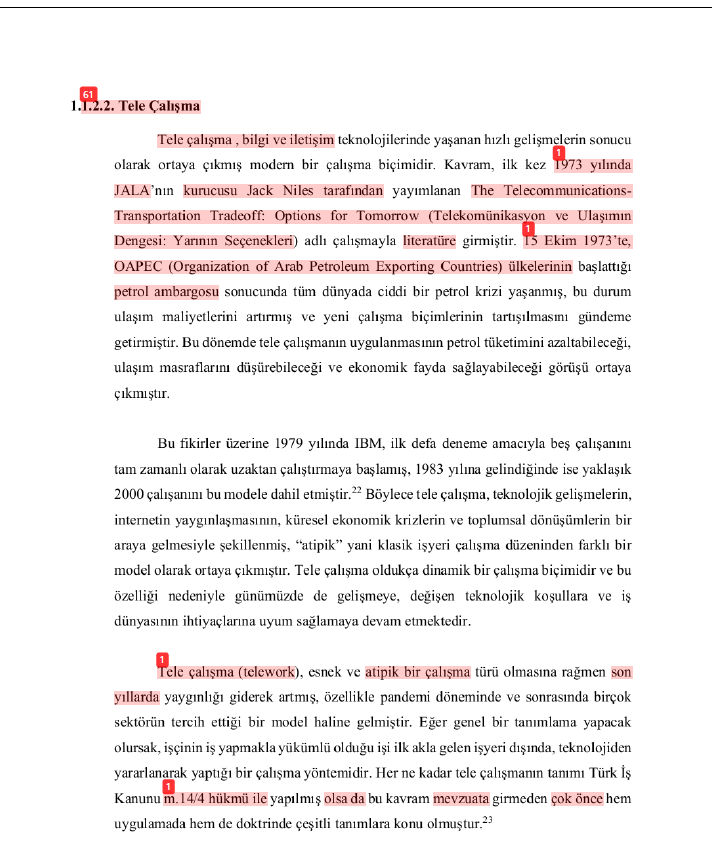 61
1.1.2.2. Tele Çalışma
Tele çalışma , bilgi ve iletişim teknolojilerinde yaşanan hızlı gelişmelerin sonucu
olarak ortaya çıkmış modern bir çalışma biçimidir. Kavram, ilk kez 1973 yılında
1
JALA’nın kurucusu Jack Niles tarafından yayımlanan The Telecommunications-
Transportation Tradeoff: Options for Tomorrow (Telekomünikasyon ve Ulaşımın
Dengesi: Yarının Seçenekleri) adlı çalışmayla literatüre girmiştir. 15 Ekim 1973’te,
1
OAPEC (Organization of Arab Petroleum Exporting Countries) ülkelerinin başlattığı
petrol ambargosu sonucunda tüm dünyada ciddi bir petrol krizi yaşanmış, bu durum
ulaşım maliyetlerini artırmış ve yeni çalışma biçimlerinin tartışılmasını gündeme
getirmiştir. Bu dönemde tele çalışmanın uygulanmasının petrol tüketimini azaltabileceği,
ulaşım masraflarını düşürebileceği ve ekonomik fayda sağlayabileceği görüşü ortaya
çıkmıştır.
Bu fikirler üzerine 1979 yılında IBM, ilk defa deneme amacıyla beş çalışanını
tam zamanlı olarak uzaktan çalıştırmaya başlamış, 1983 yılına gelindiğinde ise yaklaşık
2000 çalışanını bu modele dahil etmiştir.22 Böylece tele çalışma, teknolojik gelişmelerin,
internetin yaygınlaşmasının, küresel ekonomik krizlerin ve toplumsal dönüşümlerin bir
araya gelmesiyle şekillenmiş, “atipik” yani klasik işyeri çalışma düzeninden farklı bir
model olarak ortaya çıkmıştır. Tele çalışma oldukça dinamik bir çalışma biçimidir ve bu
özelliği nedeniyle günümüzde de gelişmeye, değişen teknolojik koşullara ve iş
dünyasının ihtiyaçlarına uyum sağlamaya devam etmektedir.
1
Tele çalışma (telework), esnek ve atipik bir çalışma türü olmasına rağmen son
yıllarda yaygınlığı giderek artmış, özellikle pandemi döneminde ve sonrasında birçok
sektörün tercih ettiği bir model haline gelmiştir. Eğer genel bir tanımlama yapacak
olursak, işçinin iş yapmakla yükümlü olduğu işi ilk akla gelen işyeri dışında, teknolojiden
yararlanarak yaptığı bir çalışma yöntemidir. Her ne kadar tele çalışmanın tanımı Türk İş
1
Kanunu m.14/4 hükmü ile yapılmış olsa da bu kavram mevzuata girmeden çok önce hem
uygulamada hem de doktrinde çeşitli tanımlara konu olmuştur.23